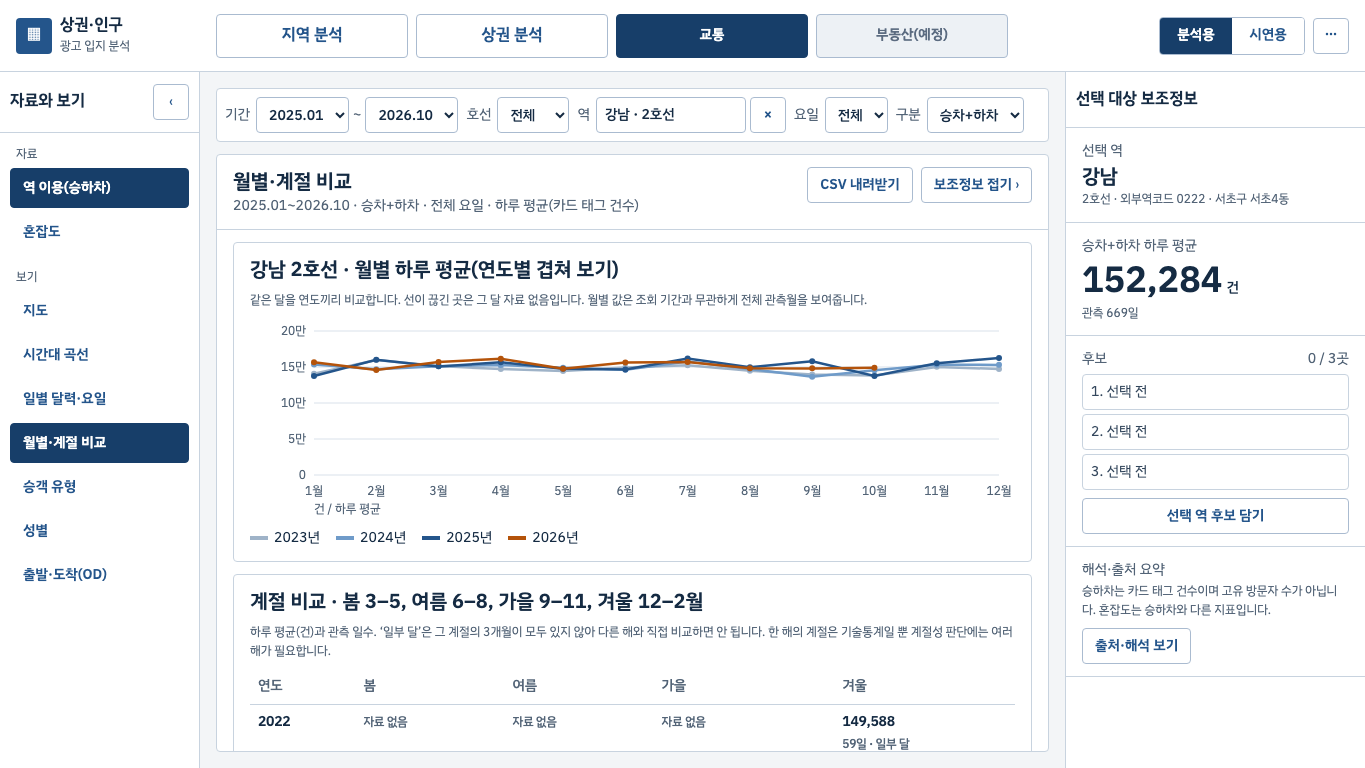 ▦
상권·인구
광고 입지 분석
지역 분석
상권 분석
교통
부동산(예정)
분석용
시연용
···
자료와 보기
‹
자료
역 이용(승하차)
혼잡도
보기
지도
시간대 곡선
일별 달력·요일
월별·계절 비교
승객 유형
성별
출발·도착(OD)
기간 2025.01 ~ 2026.10 호선 전체 역 강남 · 2호선 × 요일 전체 구분 승차+하차
월별·계절 비교
2025.01~2026.10 · 승차+하차 · 전체 요일 · 하루 평균(카드 태그 건수)
CSV 내려받기
보조정보 접기 ›
강남 2호선 · 월별 하루 평균(연도별 겹쳐 보기)
같은 달을 연도끼리 비교합니다. 선이 끊긴 곳은 그 달 자료 없음입니다. 월별 값은 조회 기간과 무관하게 전체 관측월을 보여줍니다.
20만
15만
10만
5만
0
1월 2월 3월 4월 5월 6월 7월 8월 9월 10월 11월 12월
건 / 하루 평균
2023년 2024년 2025년 2026년
계절 비교 · 봄 3–5, 여름 6–8, 가을 9–11, 겨울 12–2월
하루 평균(건)과 관측 일수. ‘일부 달’은 그 계절의 3개월이 모두 있지 않아 다른 해와 직접 비교하면 안 됩니다. 한 해의 계절은 기술통계일 뿐 계절성 판단에는 여러
해가 필요합니다.
연도 봄 여름 가을 겨울
2022 자료 없음 자료 없음 자료 없음 149,588
59일 · 일부 달
선택 대상 보조정보
선택 역
강남
2호선 · 외부역코드 0222 · 서초구 서초4동
승차+하차 하루 평균
152,284 건
관측 669일
후보 0 / 3곳
1. 선택 전
2. 선택 전
3. 선택 전
선택 역 후보 담기
해석·출처 요약
승하차는 카드 태그 건수이며 고유 방문자 수가 아닙니
다. 혼잡도는 승하차와 다른 지표입니다.
출처·해석 보기